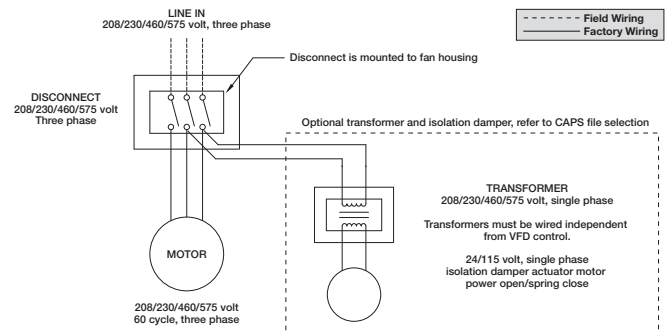 LINE IN
208/230/460/575 volt, three phase
Field Wiring
Factory Wiring
Disconnect is mounted to fan housing
DISCONNECT
208/230/460/575 volt
Three phase
Optional transformer and isolation damper, refer to CAPS file selection
TRANSFORMER
208/230/460/575 volt, single phase
Transformers must be wired independent
from VFD control.
24/115 volt, single phase
isolation damper actuator motor
power open/spring close
MOTOR
208/230/460/575 volt
60 cycle, three phase